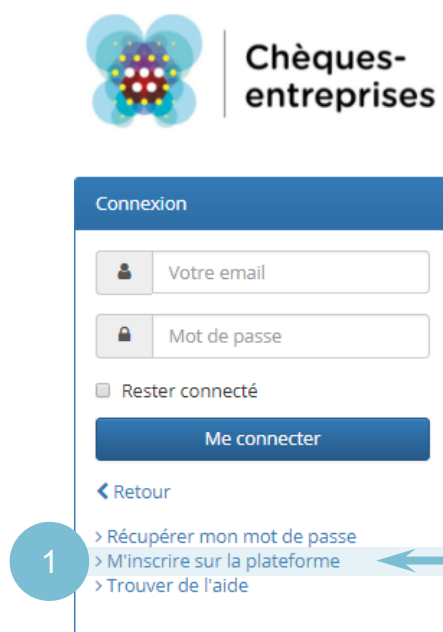 Chèques-
entreprises
Connexion
Votre email
Mot de passe
Rester connecté
Me connecter
Retour
> Récupérer mon mot de passe
1 > M'inscrire sur la plateforme
> Trouver de l'aide